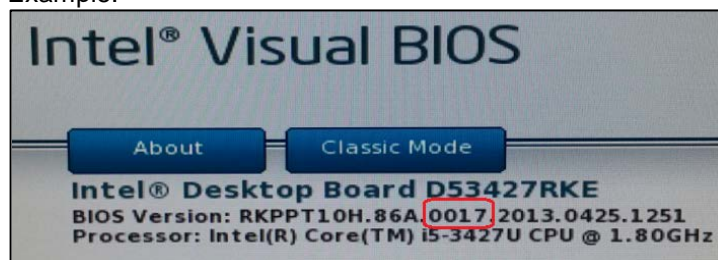 Example:
Intel® Visual BIOS
About Classic Mode
Intel® Desktop Board D53427RKE
BIOS Version: RKPPT10H.86A.0017.2013.0425.1251
Processor: Intel(R) Core(TM) i5-3427U CPU @ 1.80GHz